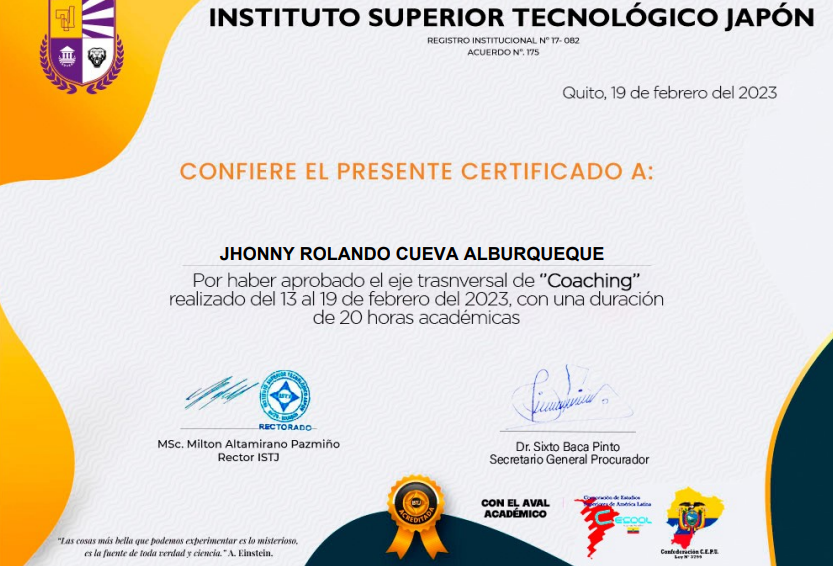 INSTITUTO SUPERIOR TECNOLÓGICO JAPÓN
REGISTRO INSTITUCIONAL Nº 17- 082
ACUERDO Nº. 175
Quito, 19 de febrero del 2023
CONFIERE EL PRESENTE CERTIFICADO A:
JHONNY ROLANDO CUEVA ALBURQUEQUE
Por haber aprobado el eje trasnversal de "Coaching"
realizado del 13 al 19 de febrero del 2023, con una duración
de 20 horas académicas
RECTORADO
MSc. Milton Altamirano Pazmiño
Rector ISTJ
Dr. Sixto Baca Pinto
Secretario General Procurador
ACREDITADA
CON EL AVAL
ACADÉMICO
Corporación de Estudios
Superiores de América Latina
CECOOL
Confederación C.E.P.U.
"Las cosas más bella que podemos experimentar es lo misterioso,
es la fuente de toda verdad y ciencia." A. Einstein.